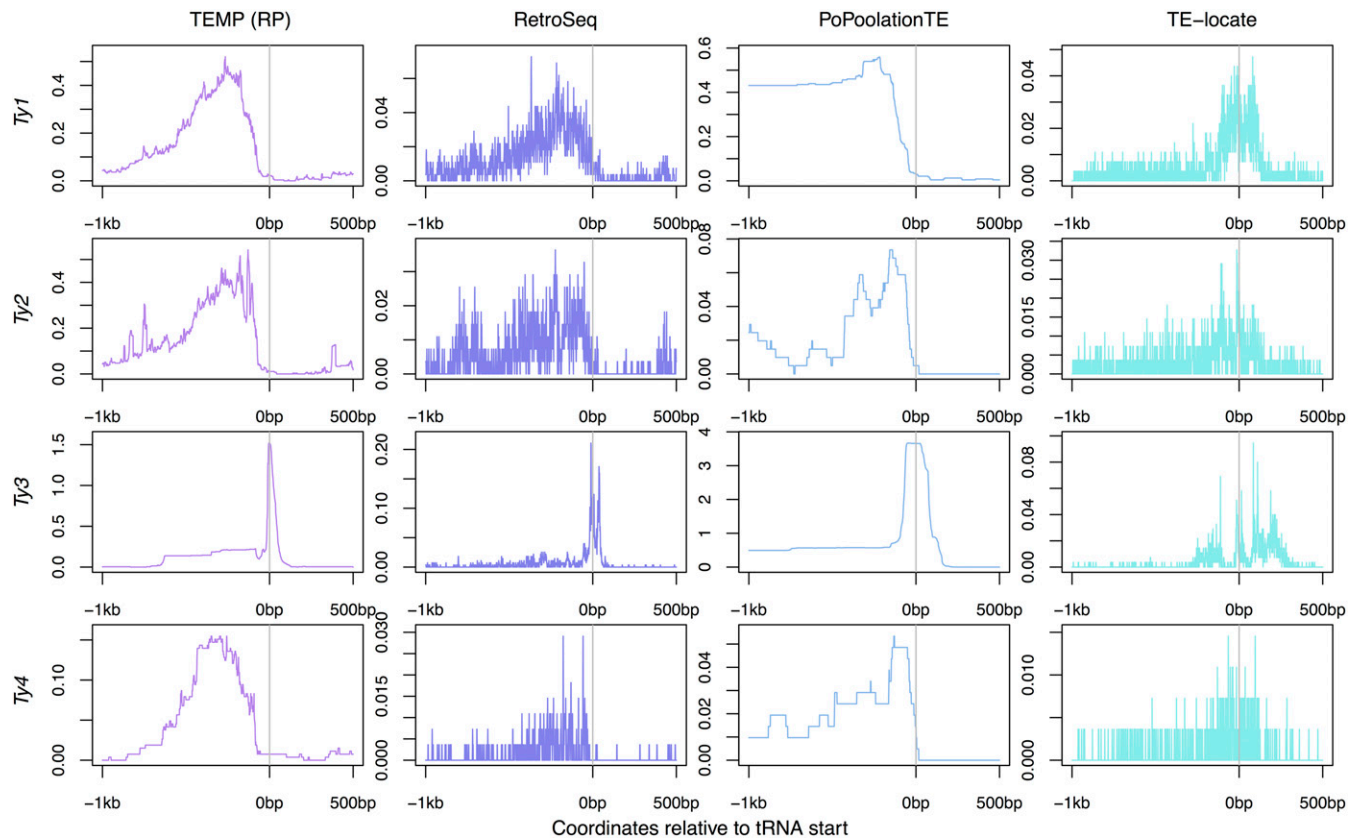 TEMP (RP) RetroSeq PoPoolationTE TE−locate
Ty1
0.0 0.2 0.4
0.00 0.04
0.0 0.1 0.2 0.3 0.4 0.5 0.6
0.00 0.02 0.04
−1kb 0bp 500bp −1kb 0bp 500bp −1kb 0bp 500bp −1kb 0bp 500bp
Ty2
0.0 0.2 0.4
0.00 0.02
0.00 0.04 0.08
0.000 0.015 0.030
−1kb 0bp 500bp −1kb 0bp 500bp −1kb 0bp 500bp −1kb 0bp 500bp
Ty3
0.0 0.5 1.0 1.5
0.00 0.10 0.20
0 1 2 3 4
0.00 0.04 0.08
−1kb 0bp 500bp −1kb 0bp 500bp −1kb 0bp 500bp −1kb 0bp 500bp
Ty4
0.00 0.10
0.000 0.015 0.030
0.00 0.02 0.04
0.000 0.010
−1kb 0bp 500bp −1kb 0bp 500bp −1kb 0bp 500bp −1kb 0bp 500bp
Coordinates relative to tRNA start